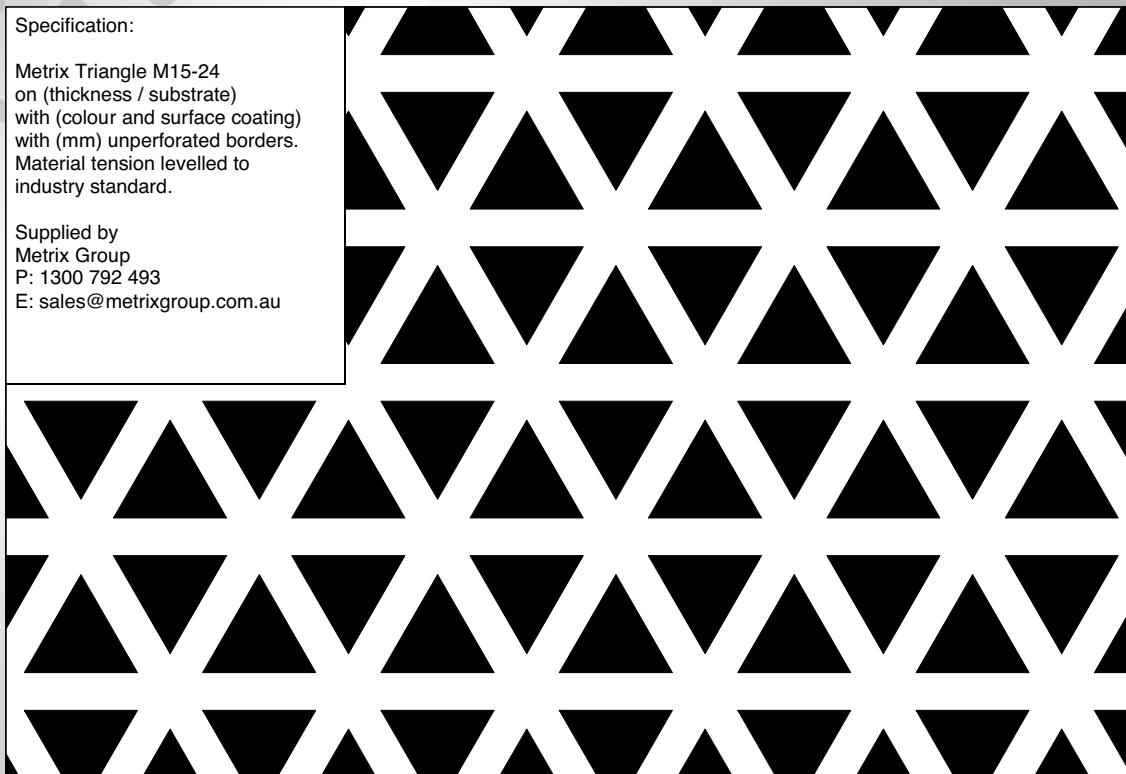 Specification:
Metrix Triangle M15-24
on (thickness / substrate)
with (colour and surface coating)
with (mm) unperforated borders.
Material tension levelled to
industry standard.
Supplied by
Metrix Group
P: 1300 792 493
E: sales@metrixgroup.com.au